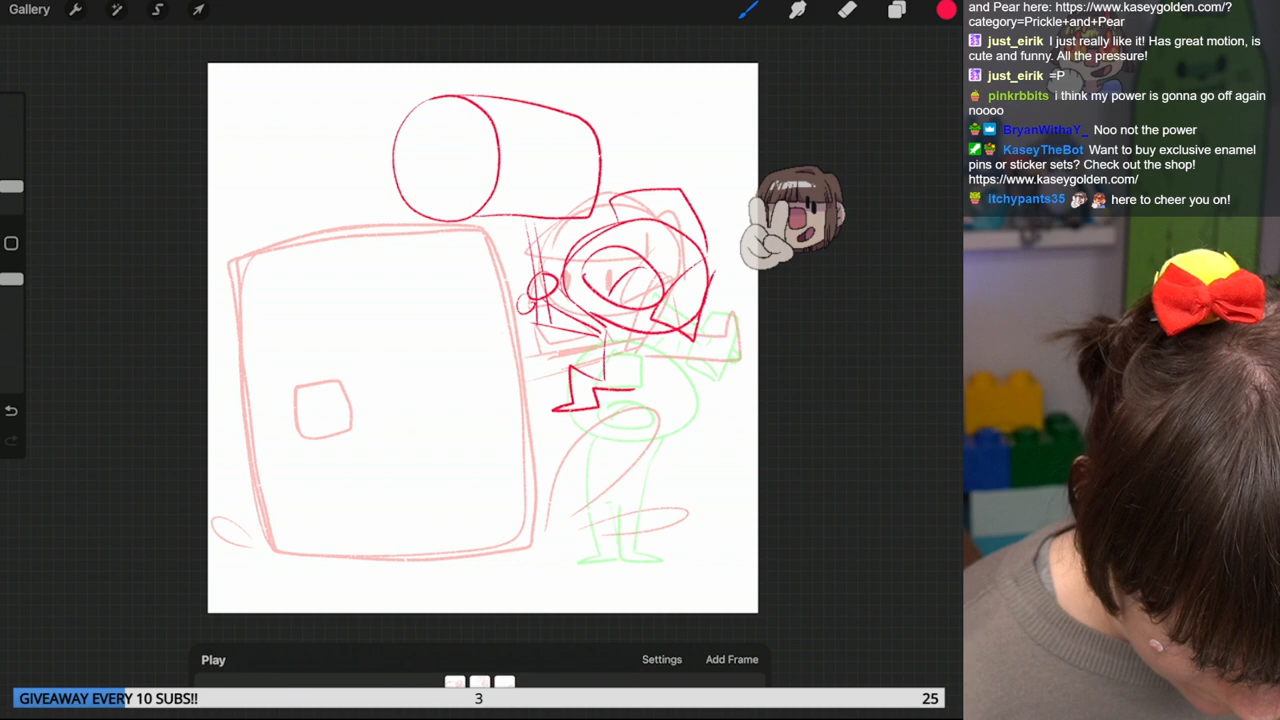 Gallery
and Pear here: https://www.kaseygolden.com/?
category=Prickle+and+Pear
just_eirik I just really like it! Has great motion, is
cute and funny. All the pressure!
just_eirik =P
pinkrbbits i think my power is gonna go off again
noooo
BryanWithaY_ Noo not the power
KaseyTheBot Want to buy exclusive enamel
pins or sticker sets? Check out the shop!
https://www.kaseygolden.com/
Itchypants35 here to cheer you on!
Play
Settings
Add Frame
GIVEAWAY EVERY 10 SUBS!!
3
25